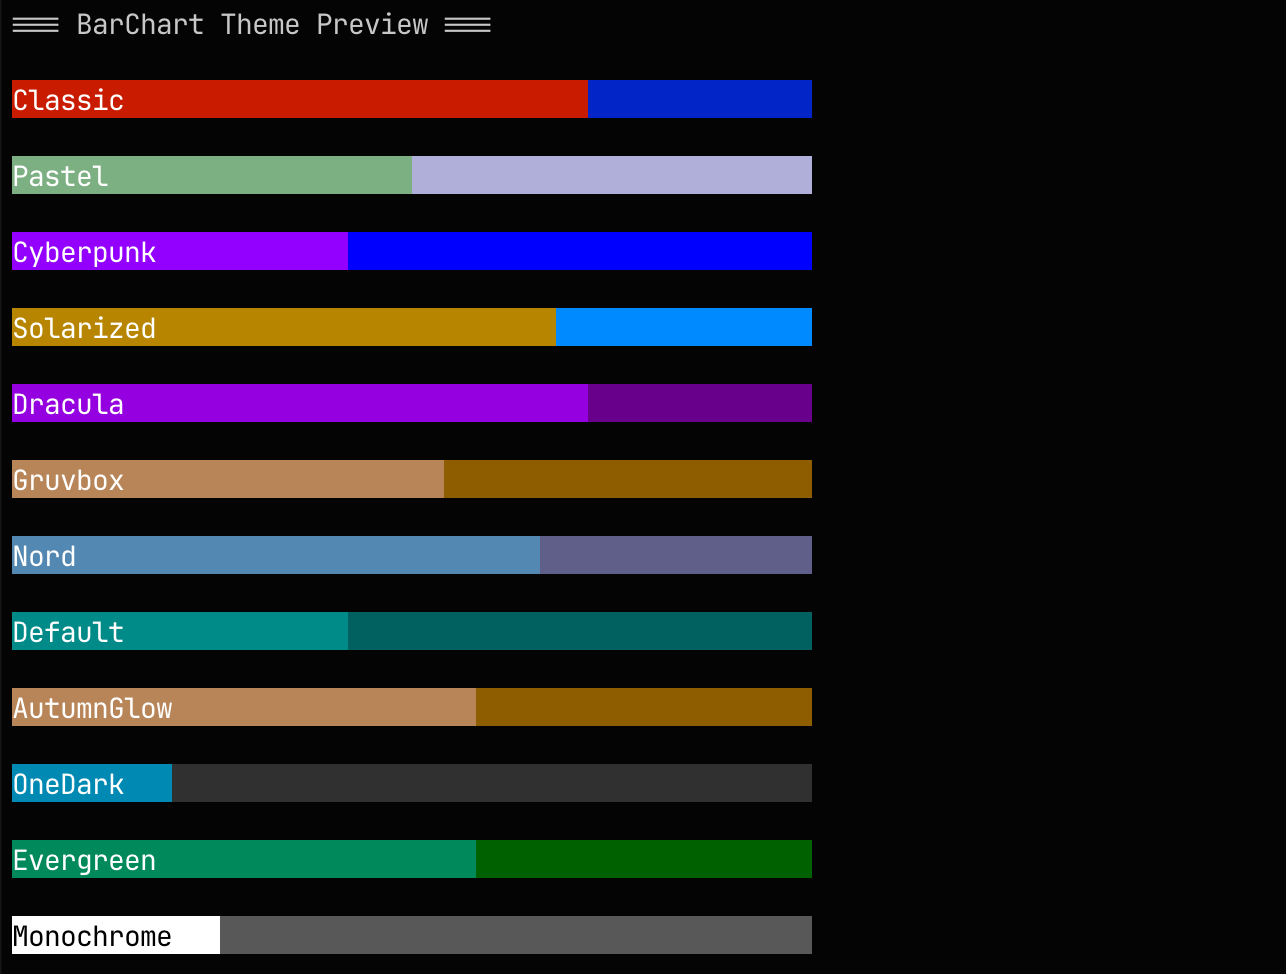 === BarChart Theme Preview ===
Classic
Pastel
Cyberpunk
Solarized
Dracula
Gruvbox
Nord
Default
AutumnGlow
OneDark
Evergreen
Monochrome